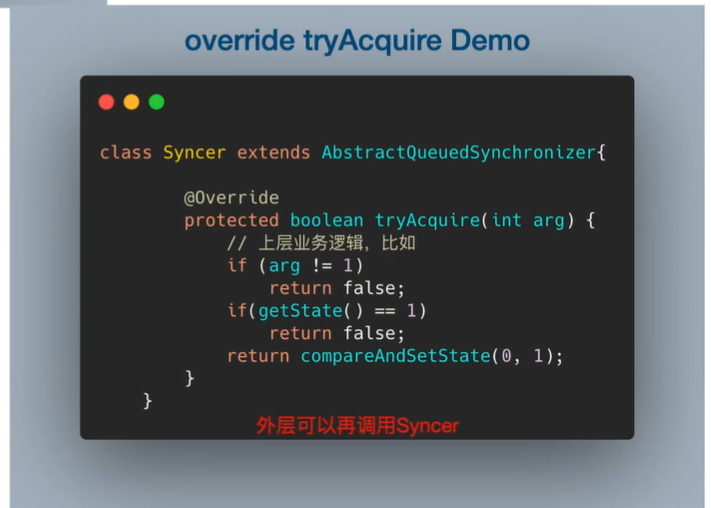 override tryAcquire Demo
class Syncer extends AbstractQueuedSynchronizer{
@Override
protected boolean tryAcquire(int arg) {
// 上层业务逻辑，比如
if (arg != 1)
return false;
if(getState() == 1)
return false;
return compareAndSetState(0, 1);
}
}
外层可以再调用Syncer